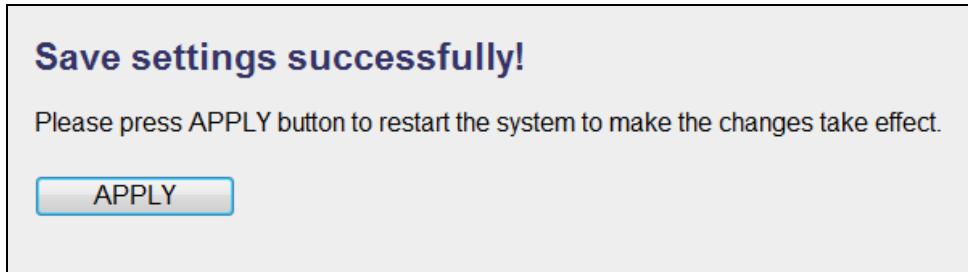 Save settings successfully!
Please press APPLY button to restart the system to make the changes take effect.
APPLY